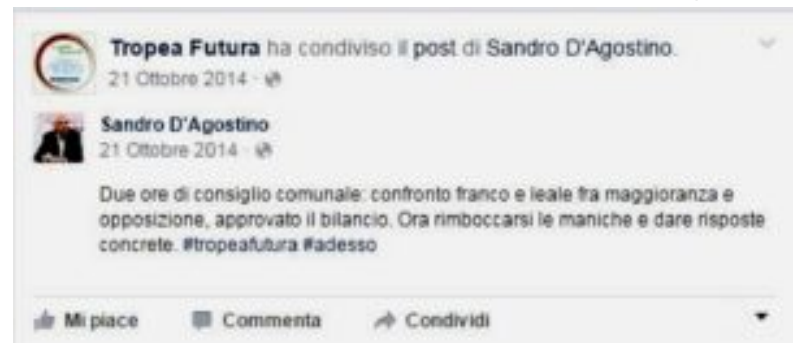 Tropea Futura ha condiviso il post di Sandro D'Agostino.
21 Ottobre 2014 ·
Sandro D'Agostino
21 Ottobre 2014 ·
Due ore di consiglio comunale: confronto franco e leale fra maggioranza e
opposizione, approvato il bilancio. Ora rimboccarsi le maniche e dare risposte
concrete. #tropeafutura #adesso
Mi piace Commenta Condividi